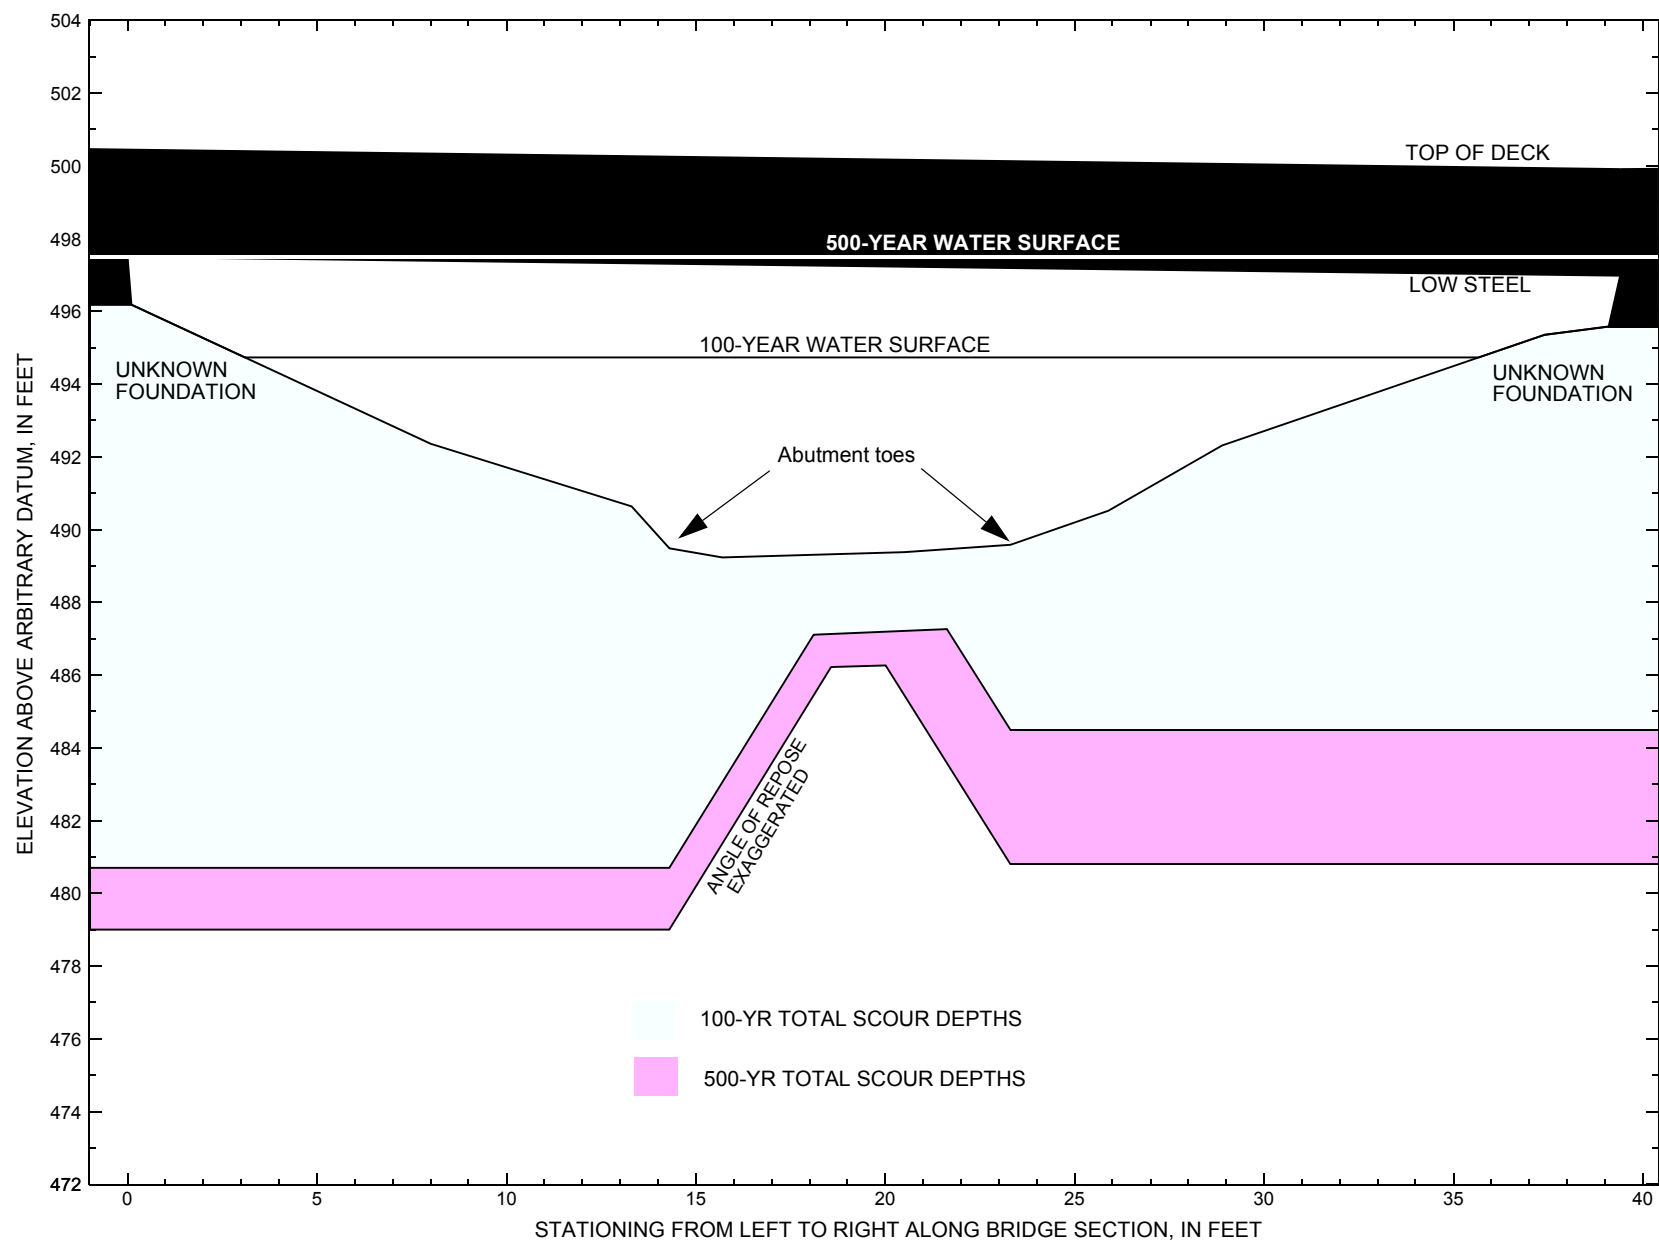 504
502
500
498
496
494
492
490
488
486
484
482
480
478
476
474
472
ELEVATION ABOVE ARBITRARY DATUM, IN FEET
TOP OF DECK
500-YEAR WATER SURFACE
LOW STEEL
100-YEAR WATER SURFACE
UNKNOWN
FOUNDATION
UNKNOWN
FOUNDATION
Abutment toes
ANGLE OF REPOSE
EXAGGERATED
100-YR TOTAL SCOUR DEPTHS
500-YR TOTAL SCOUR DEPTHS
0 5 10 15 20 25 30 35 40
STATIONING FROM LEFT TO RIGHT ALONG BRIDGE SECTION, IN FEET